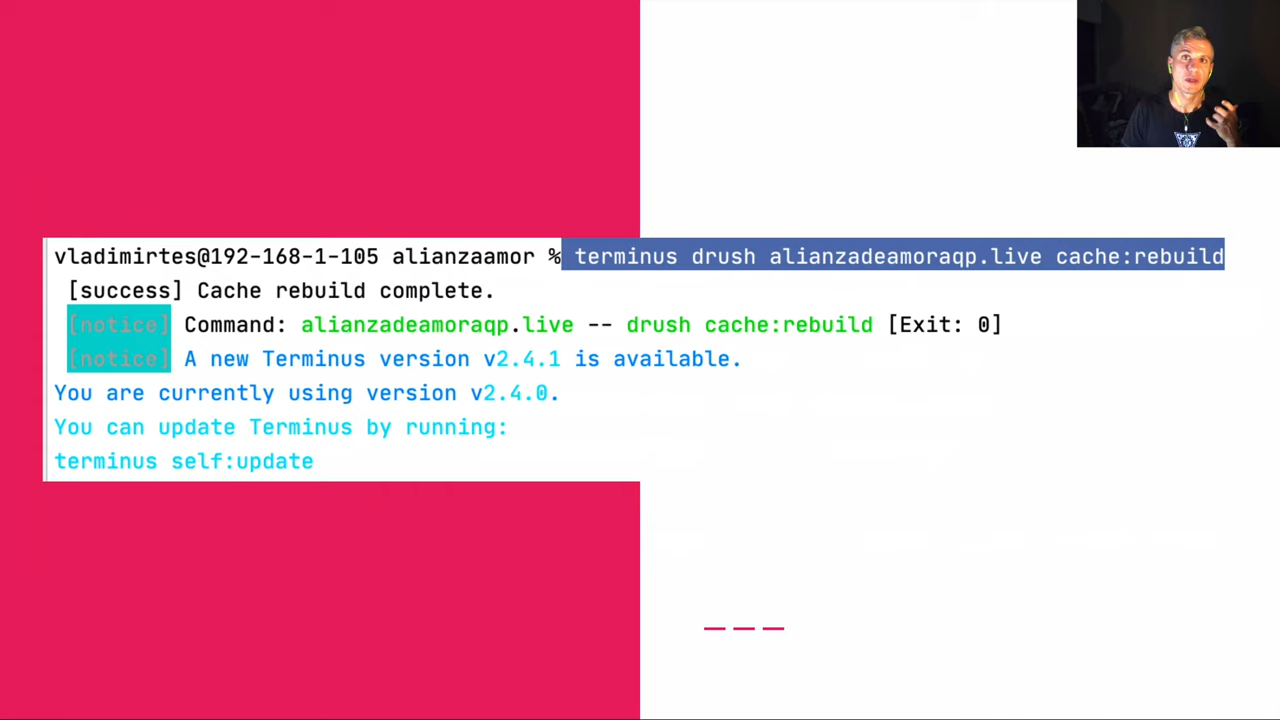 vladimirtes@192-168-1-105 alianzaamor % terminus drush alianzadeamoraqp.live cache:rebuild
[success] Cache rebuild complete.
[notice] Command: alianzadeamoraqp.live -- drush cache:rebuild [Exit: 0]
[notice] A new Terminus version v2.4.1 is available.
You are currently using version v2.4.0.
You can update Terminus by running:
terminus self:update